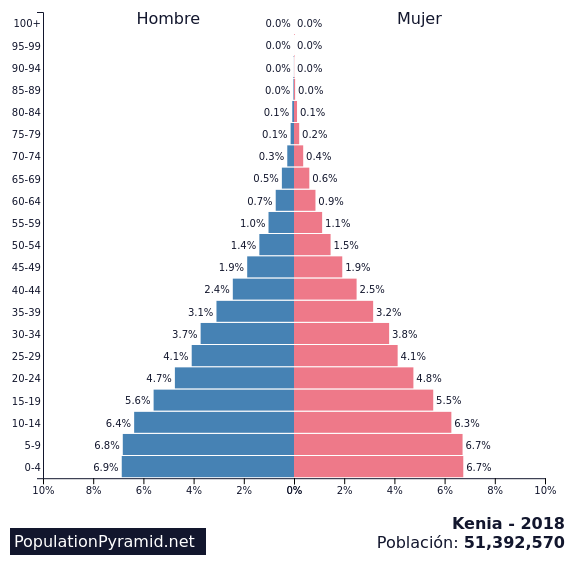 Hombre Mujer
100+ 0.0% 0.0%
95-99 0.0% 0.0%
90-94 0.0% 0.0%
85-89 0.0% 0.0%
80-84 0.1% 0.1%
75-79 0.1% 0.2%
70-74 0.3% 0.4%
65-69 0.5% 0.6%
60-64 0.7% 0.9%
55-59 1.0% 1.1%
50-54 1.4% 1.5%
45-49 1.9% 1.9%
40-44 2.4% 2.5%
35-39 3.1% 3.2%
30-34 3.7% 3.8%
25-29 4.1% 4.1%
20-24 4.7% 4.8%
15-19 5.6% 5.5%
10-14 6.4% 6.3%
5-9 6.8% 6.7%
0-4 6.9% 6.7%
10% 8% 6% 4% 2% 0% 2% 4% 6% 8% 10%
Kenia - 2018
PopulationPyramid.net Población: 51,392,570